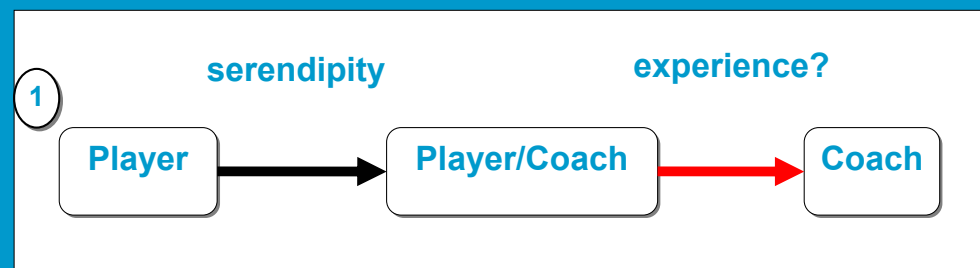 serendipity
experience?
1
Player
Player/Coach
Coach